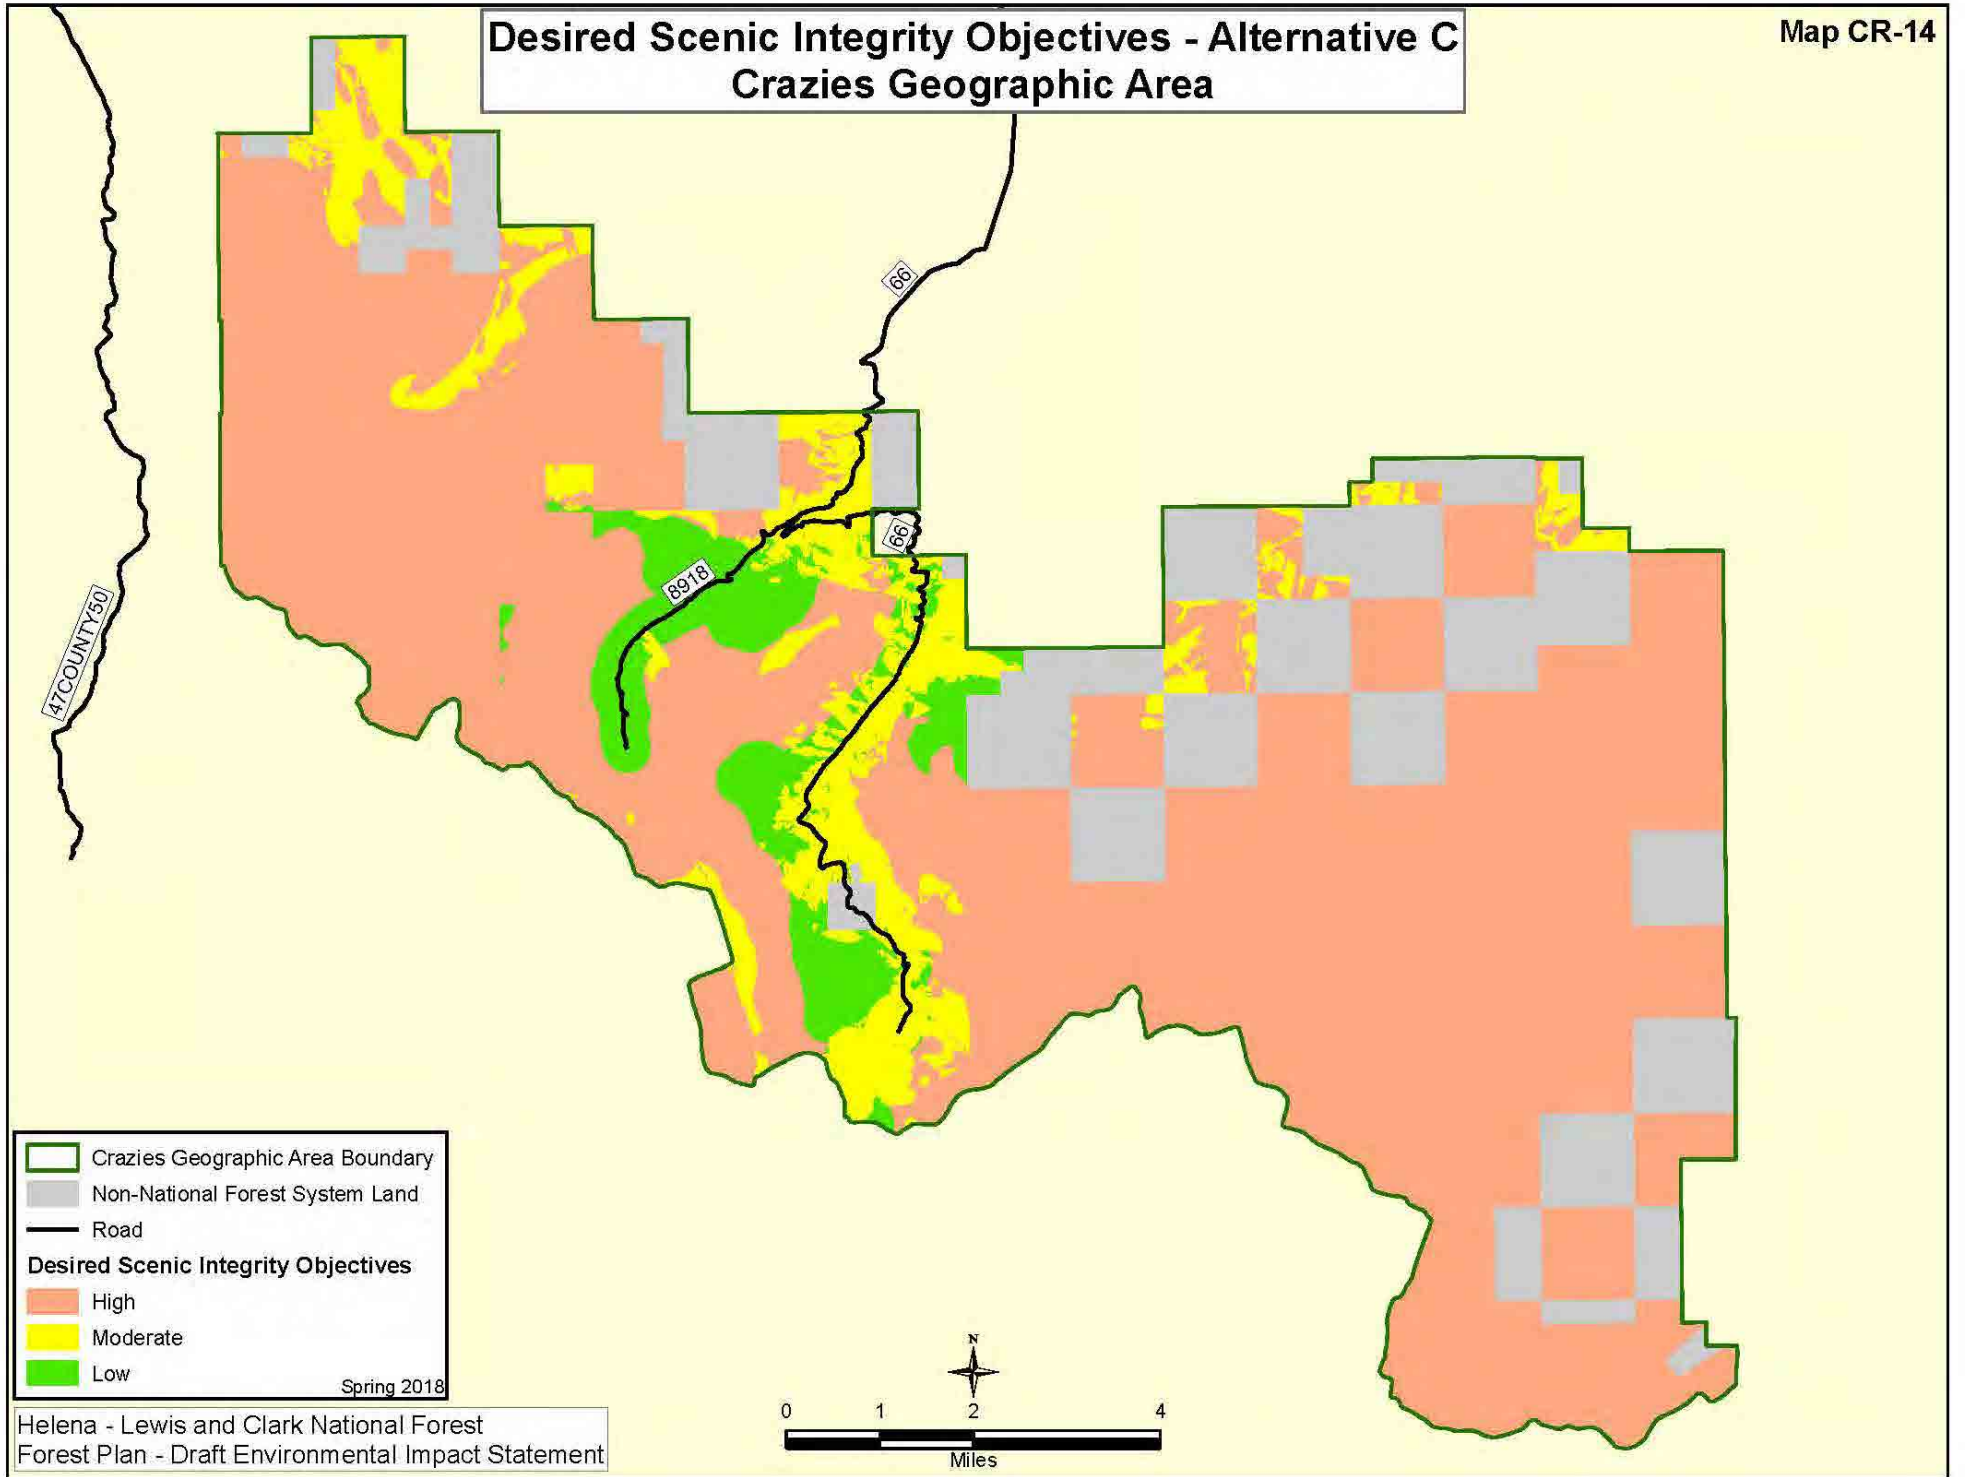 Desired Scenic Integrity Objectives - Alternative C
Crazies Geographic Area
Map CR-14
66
66
8918
47COUNTY50
Crazies Geographic Area Boundary
Non-National Forest System Land
Road
Desired Scenic Integrity Objectives
High
Moderate
Low
Spring 2018
Helena - Lewis and Clark National Forest
Forest Plan - Draft Environmental Impact Statement
N
0 1 2 4
Miles